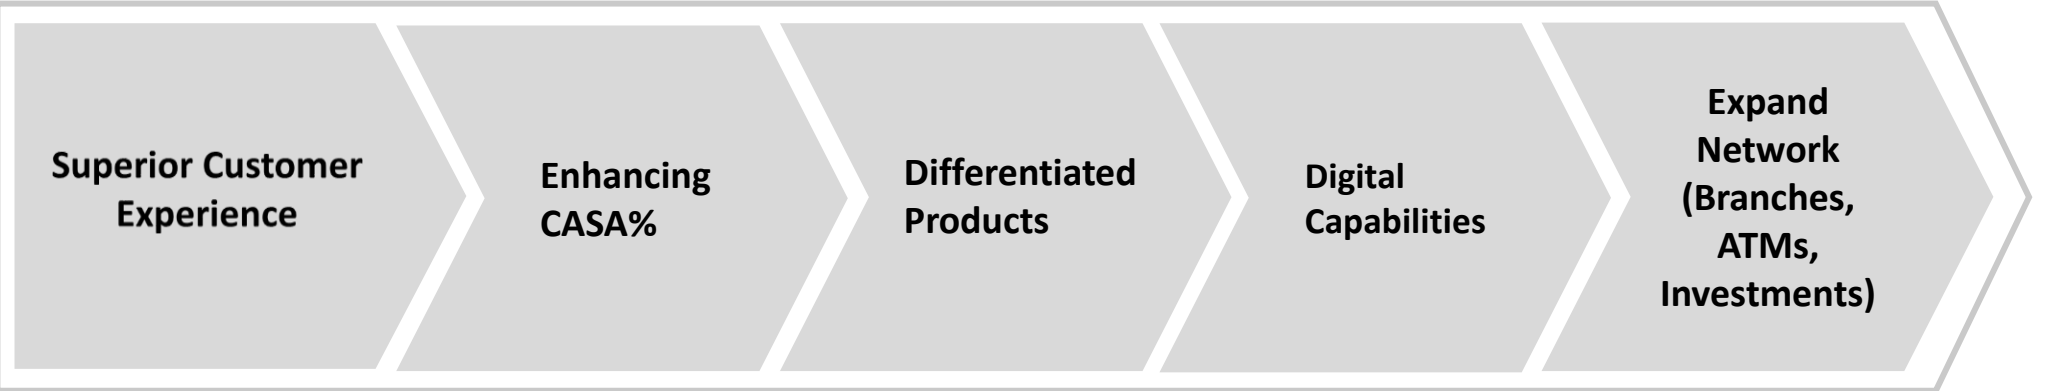 Superior Customer
Experience
Enhancing
CASA%
Differentiated
Products
Digital
Capabilities
Expand
Network
(Branches,
ATMs,
Investments)